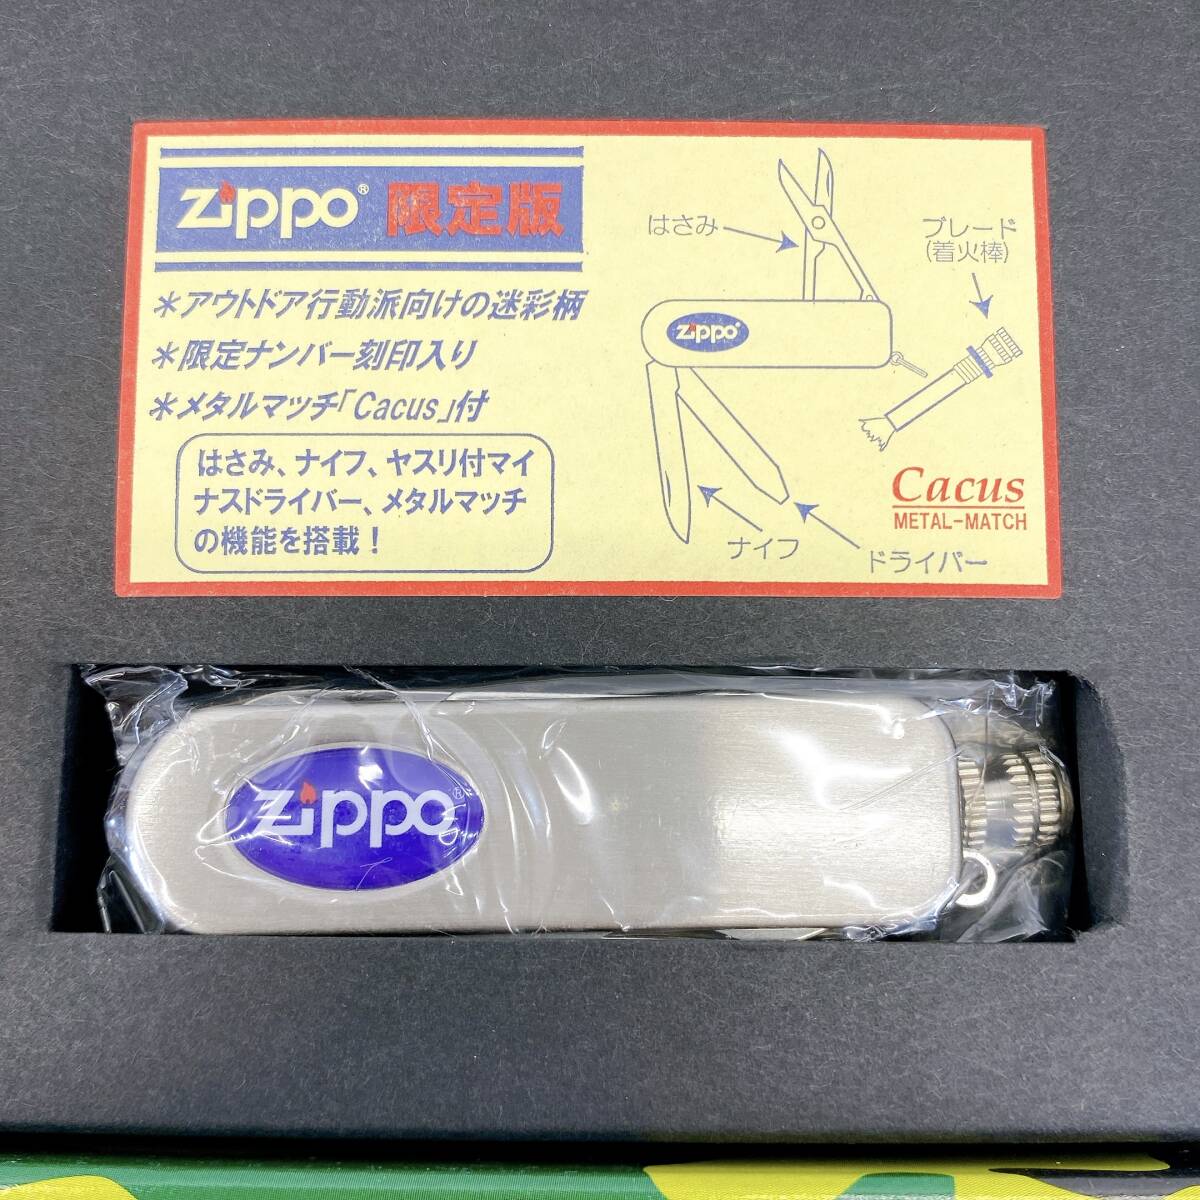 Zippo® 限定版
＊アウトドア行動派向けの迷彩柄
＊限定ナンバー刻印入り
＊メタルマッチ「Cacus」付
はさみ、ナイフ、ヤスリ付マイ
ナスドライバー、メタルマッチ
の機能を搭載！
はさみ
ブレード
(着火棒)
Zippo®
Cacus
METAL-MATCH
ナイフ
ドライバー
Zippo®